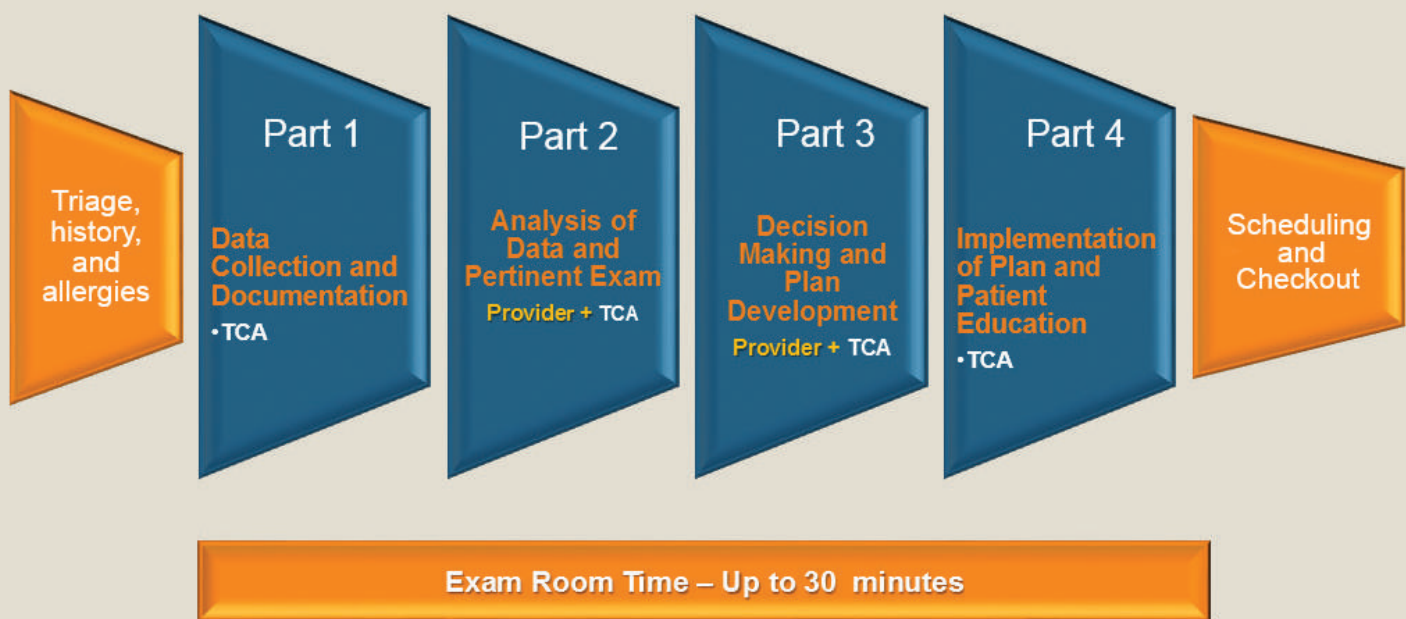 Triage,
history,
and
allergies
Part 1
Data
Collection and
Documentation
• TCA
Part 2
Analysis of
Data and
Pertinent Exam
Provider + TCA
Part 3
Decision
Making and
Plan
Development
Provider + TCA
Part 4
Implementation
of Plan and
Patient
Education
• TCA
Scheduling
and
Checkout
Exam Room Time – Up to 30 minutes